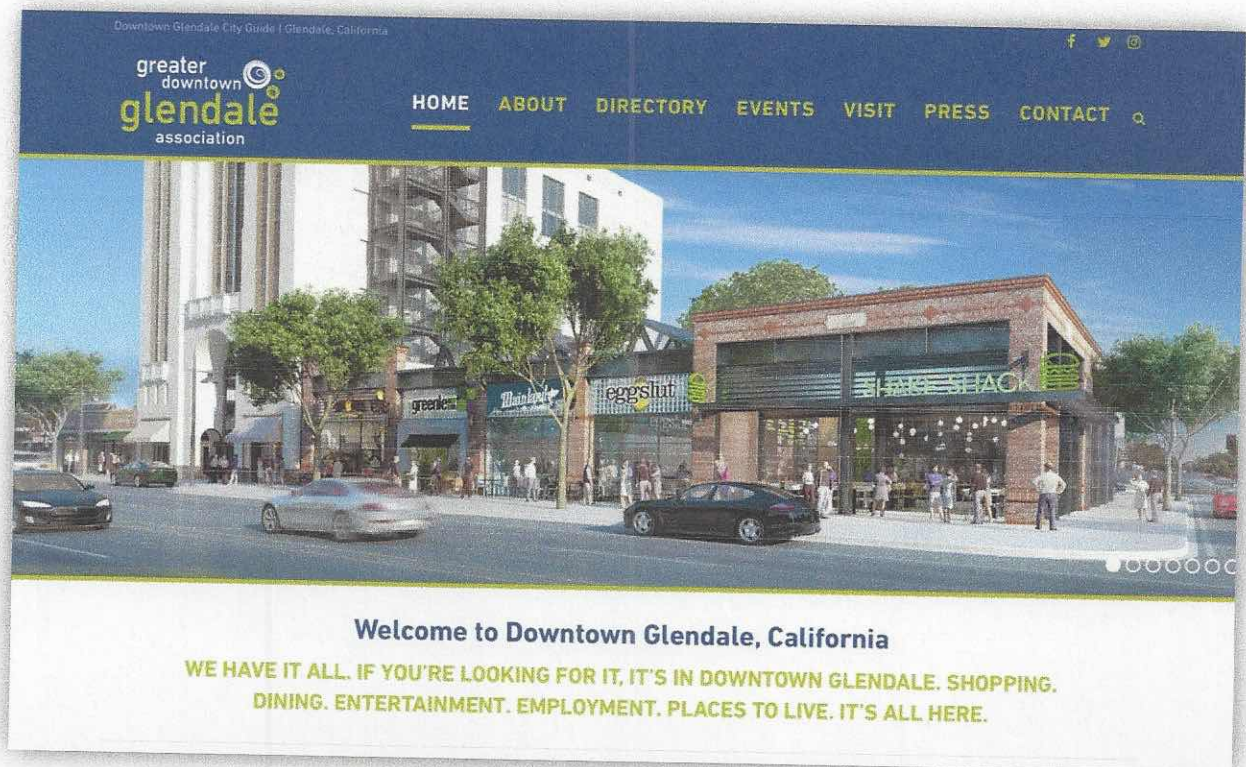 Downtown Glendale City Guide | Glendale, California
greater
downtown
glendale
association
HOME ABOUT DIRECTORY EVENTS VISIT PRESS CONTACT
greenleaf
Mainland
eggslut
SHAKE SHACK
Welcome to Downtown Glendale, California
WE HAVE IT ALL. IF YOU'RE LOOKING FOR IT, IT'S IN DOWNTOWN GLENDALE. SHOPPING.
DINING. ENTERTAINMENT. EMPLOYMENT. PLACES TO LIVE. IT'S ALL HERE.